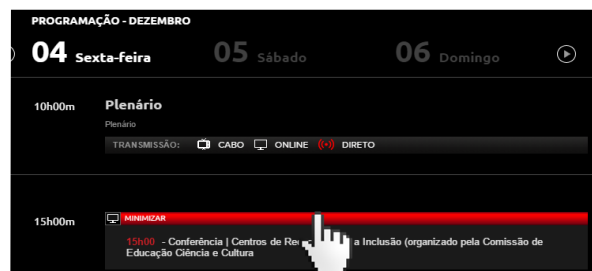 PROGRAMAÇÃO - DEZEMBRO
04 Sexta-feira 05 Sábado 06 Domingo
10h00m Plenário
Plenário
TRANSMISSÃO: CABO ONLINE DIRETO
15h00m MINIMIZAR
15h00 - Conferência | Centros de a Inclusão (organizado pela Comissão de
Educação Ciência e Cultura